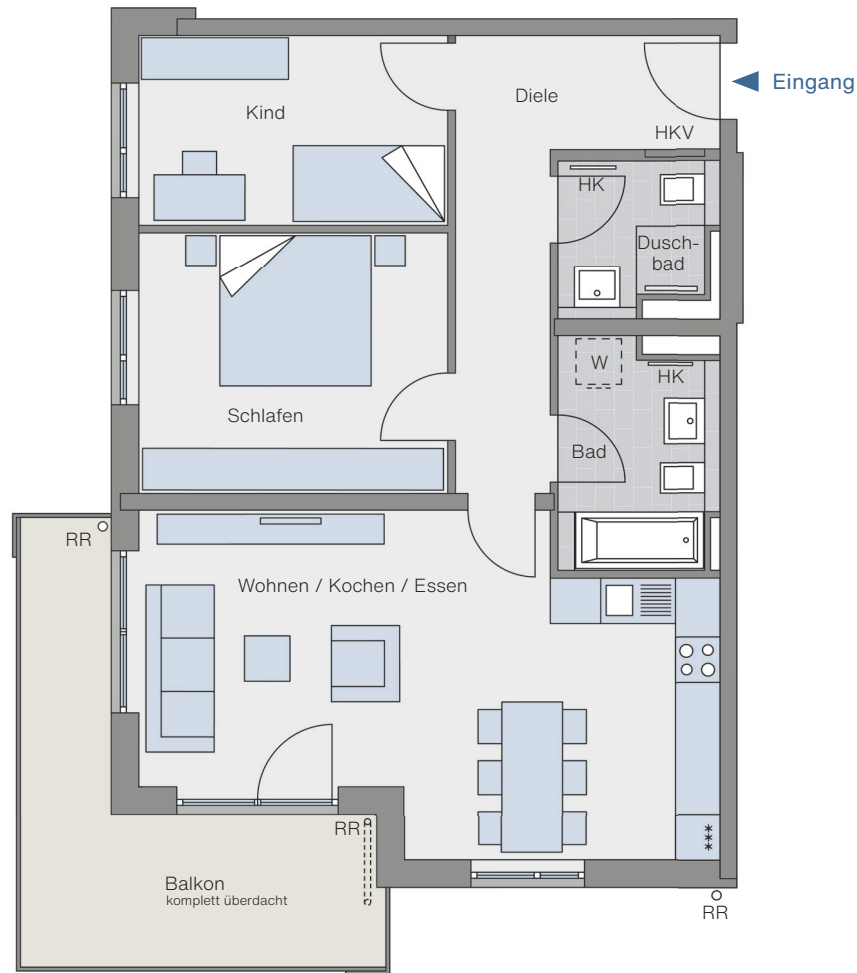 Eingang
Diele
Kind
HKV
HK
Dusch-
bad
W
HK
Schlafen
Bad
RR
Wohnen / Kochen / Essen
RR
***
Balkon
komplett überdacht
RR